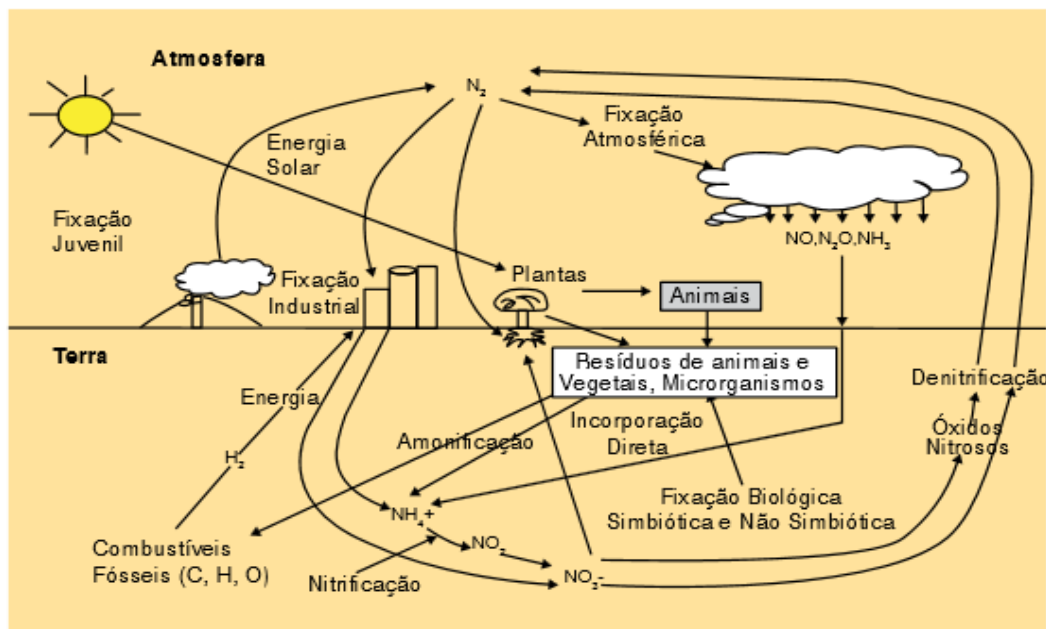 Atmosfera
N₂
Fixação
Atmosférica
Energia
Solar
Fixação
Juvenil
NO,N₂O,NH₃
Fixação
Industrial
Plantas
Animais
Terra
Resíduos de animais e
Vegetais, Microrganismos
Denitrificação
Energia
Incorporação
Direta
Óxidos
Nitrosos
Amonificação
H₂
Fixação Biológica
Simbiótica e Não Simbiótica
NH₄+
Combustíveis
Fósseis (C, H, O)
NO₂
Nitrificação
NO₂-